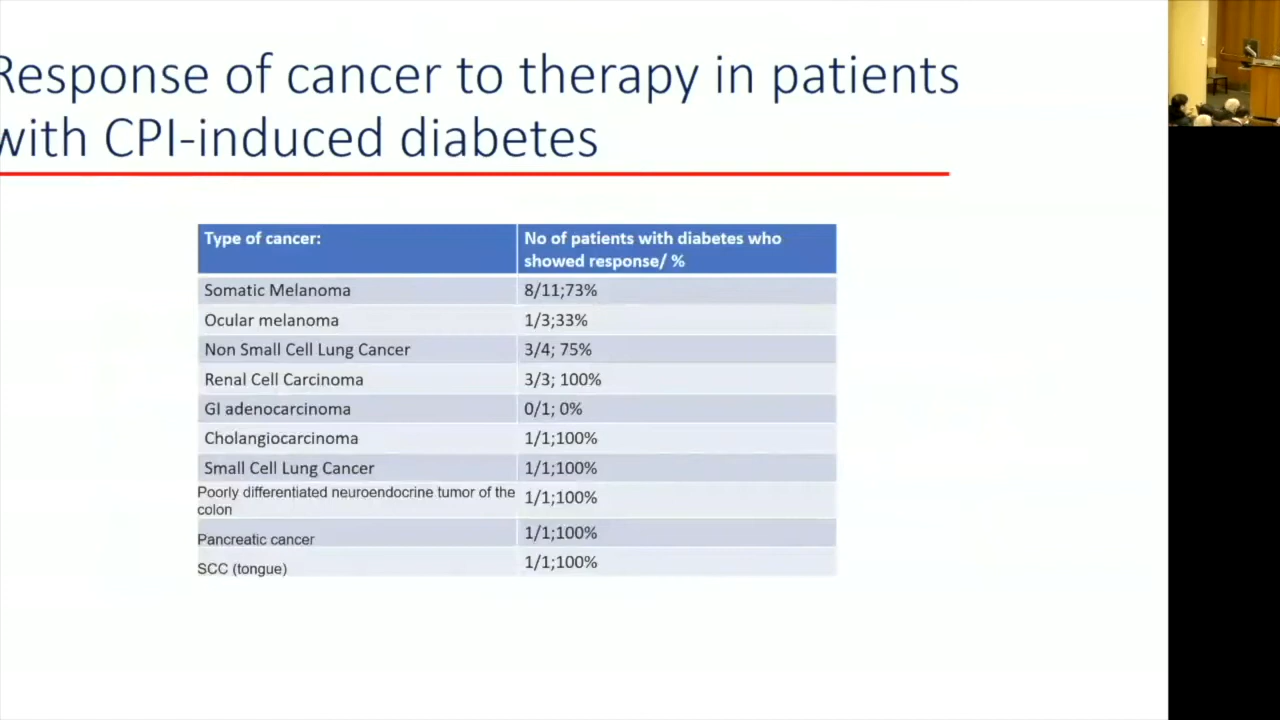 Response of cancer to therapy in patients
with CPI-induced diabetes
Type of cancer:
No of patients with diabetes who
showed response/ %
Somatic Melanoma
8/11;73%
Ocular melanoma
1/3;33%
Non Small Cell Lung Cancer
3/4; 75%
Renal Cell Carcinoma
3/3; 100%
GI adenocarcinoma
0/1; 0%
Cholangiocarcinoma
1/1;100%
Small Cell Lung Cancer
1/1;100%
Poorly differentiated neuroendocrine tumor of the
colon
1/1;100%
Pancreatic cancer
1/1;100%
SCC (tongue)
1/1;100%